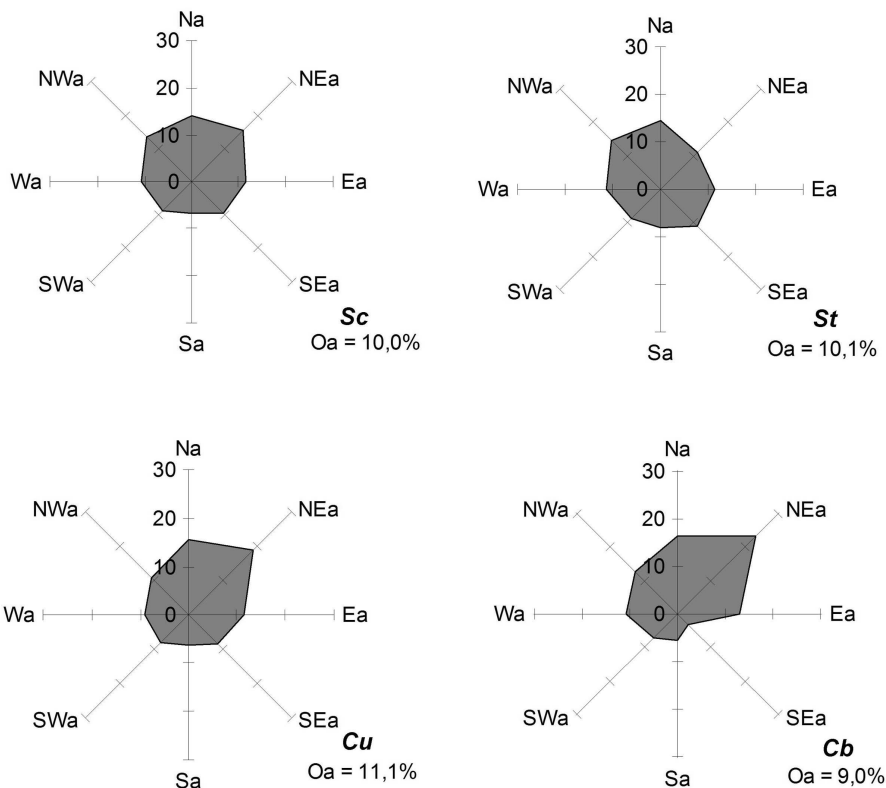 Na
30
NWa
NEa
20
10
Wa
0
Ea
SWa
SEa
Sc
Sa
Oa = 10,0%
Na
30
NWa
NEa
20
10
Wa
0
Ea
SWa
SEa
St
Sa
Oa = 10,1%
Na
30
NWa
NEa
20
10
Wa
0
Ea
SWa
SEa
Cu
Sa
Oa = 11,1%
Na
30
NWa
NEa
20
10
Wa
0
Ea
SWa
SEa
Cb
Sa
Oa = 9,0%